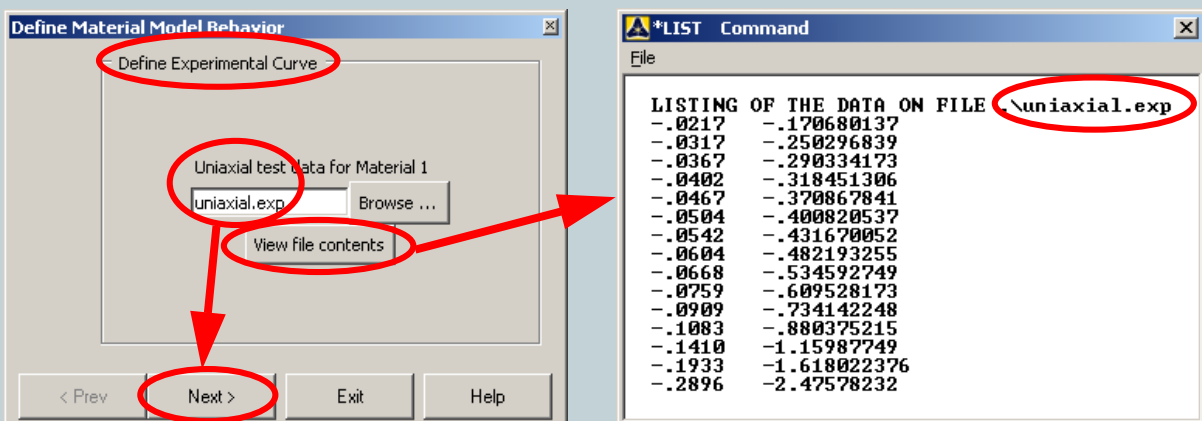 Define Material Model Behavior
Define Experimental Curve
Uniaxial test data for Material 1
uniaxial.exp
Browse ...
View file contents
< Prev
Next >
Exit
Help
*LIST Command
File
LISTING OF THE DATA ON FILE .\uniaxial.exp
-.0217 -.170680137
-.0317 -.250296839
-.0367 -.290334173
-.0402 -.318451306
-.0467 -.370867841
-.0504 -.400820537
-.0542 -.431670052
-.0604 -.482193255
-.0668 -.534592749
-.0759 -.609528173
-.0909 -.734142248
-.1083 -.880375215
-.1410 -1.15987749
-.1933 -1.618022376
-.2896 -2.47578232